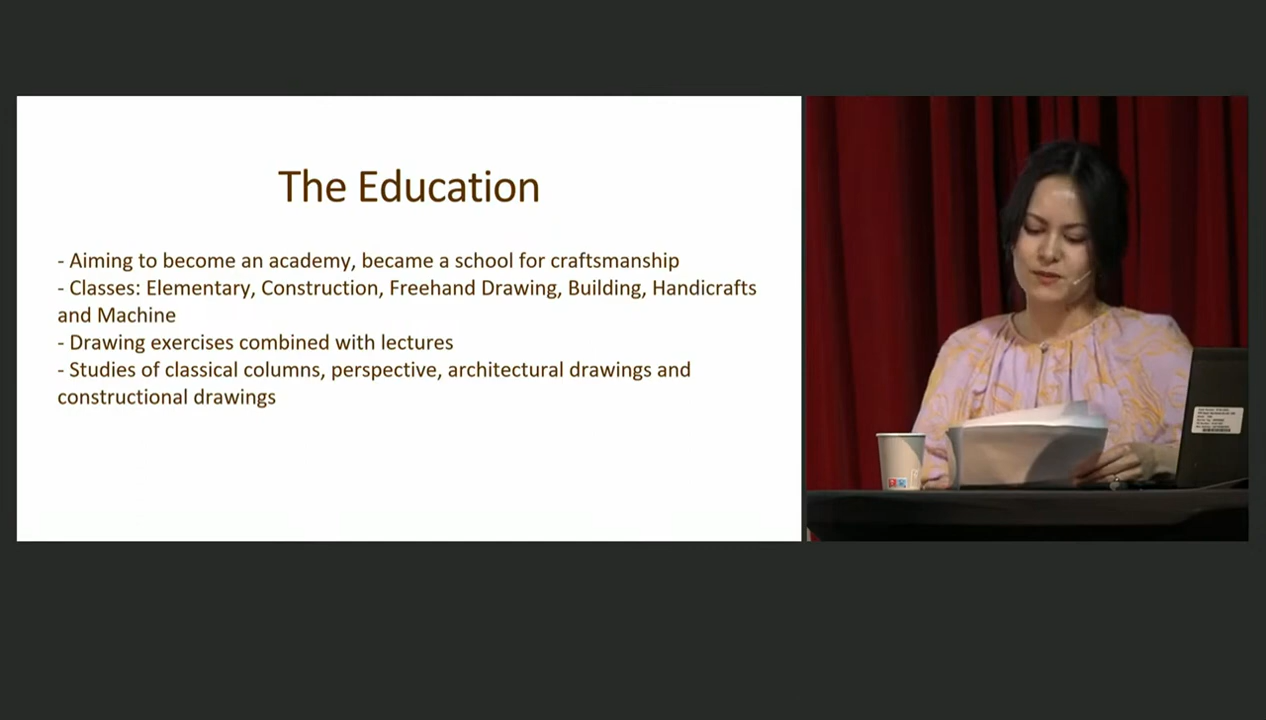 The Education
- Aiming to become an academy, became a school for craftsmanship
- Classes: Elementary, Construction, Freehand Drawing, Building, Handicrafts
and Machine
- Drawing exercises combined with lectures
- Studies of classical columns, perspective, architectural drawings and
constructional drawings